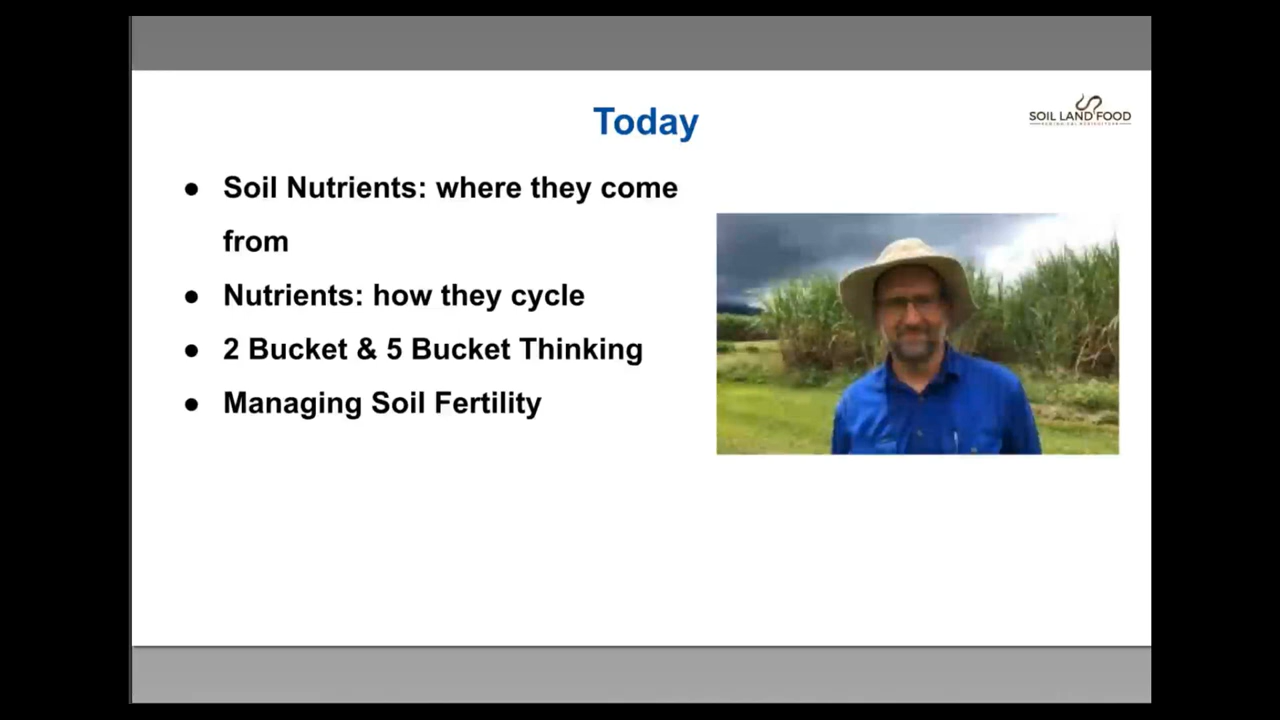 Today
SOIL LAND FOOD
● Soil Nutrients: where they come
from
● Nutrients: how they cycle
● 2 Bucket & 5 Bucket Thinking
● Managing Soil Fertility